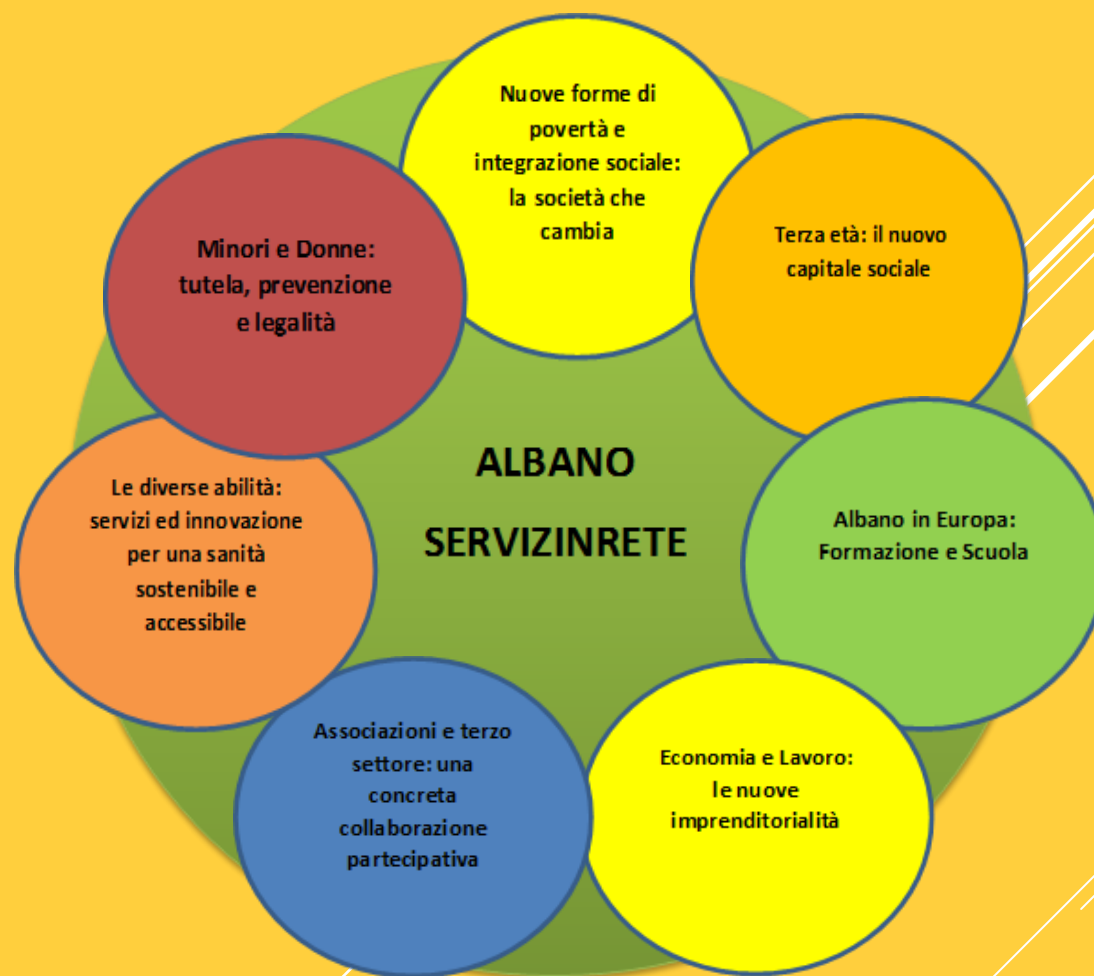 Nuove forme di
povertà e
integrazione sociale:
la società che
cambia
Terza età: il nuovo
capitale sociale
Albano in Europa:
Formazione e Scuola
Economia e Lavoro:
le nuove
imprenditorialità
Associazioni e terzo
settore: una
concreta
collaborazione
partecipativa
Le diverse abilità:
servizi ed innovazione
per una sanità
sostenibile e
accessibile
Minori e Donne:
tutela, prevenzione
e legalità
ALBANO
SERVIZINRETE